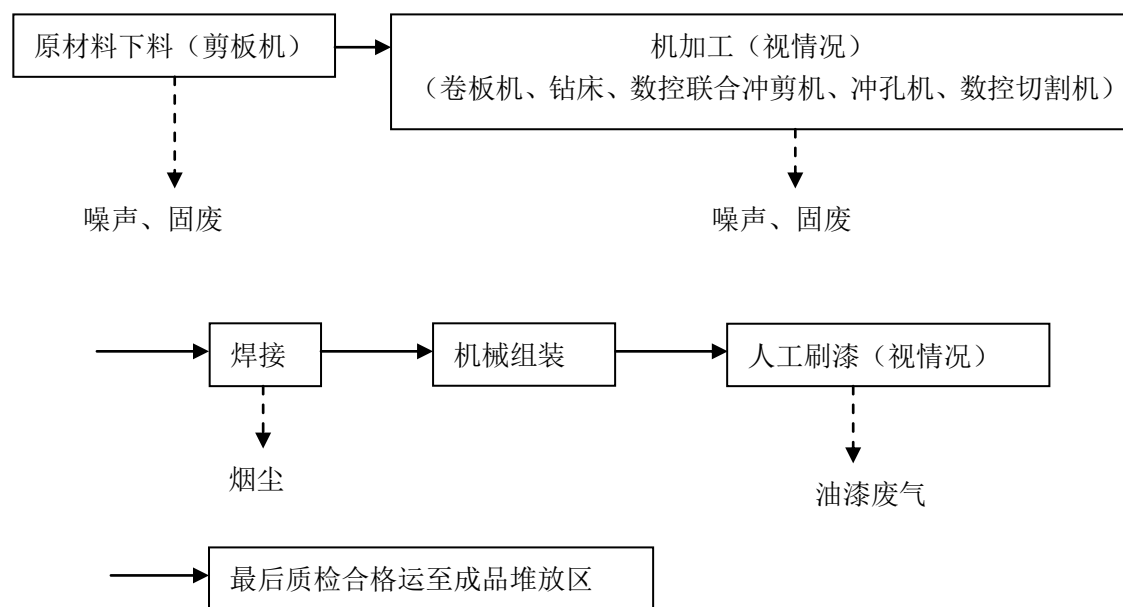 原材料下料（剪板机）
机加工（视情况）
（卷板机、钻床、数控联合冲剪机、冲孔机、数控切割机）
噪声、固废
噪声、固废
焊接
机械组装
人工刷漆（视情况）
烟尘
油漆废气
最后质检合格运至成品堆放区